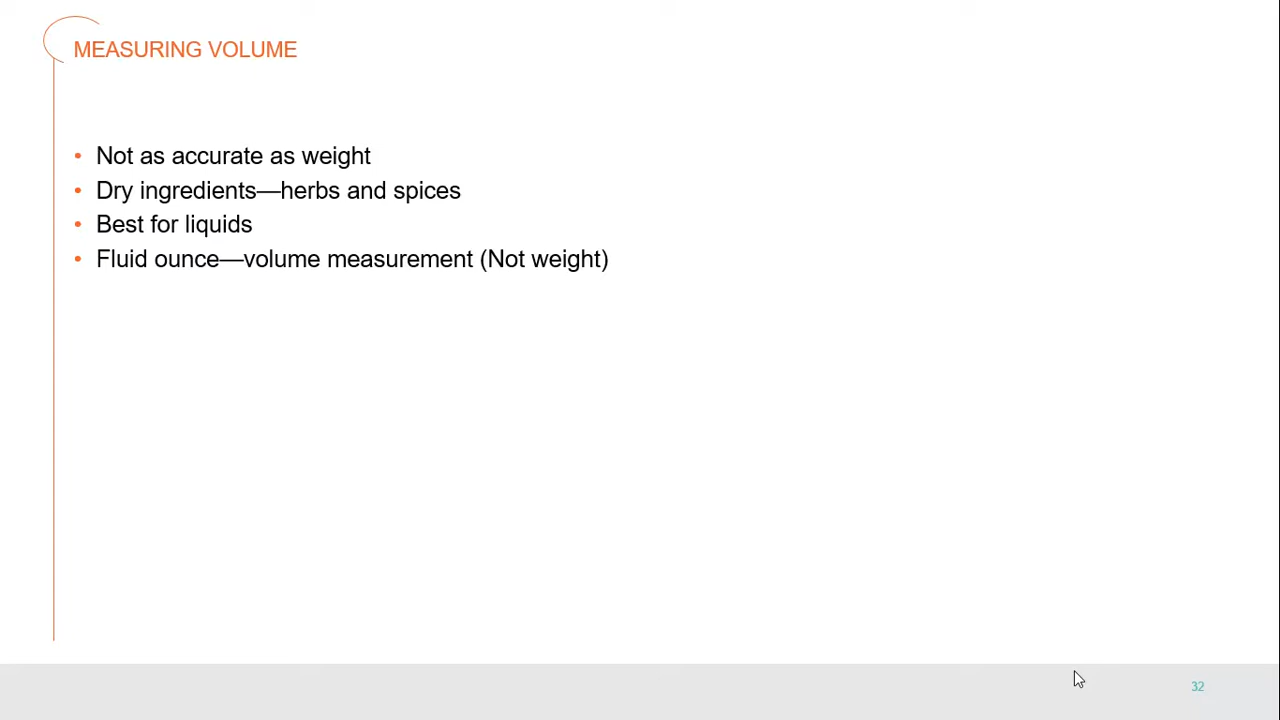 MEASURING VOLUME
• Not as accurate as weight
• Dry ingredients—herbs and spices
• Best for liquids
• Fluid ounce—volume measurement (Not weight)
32